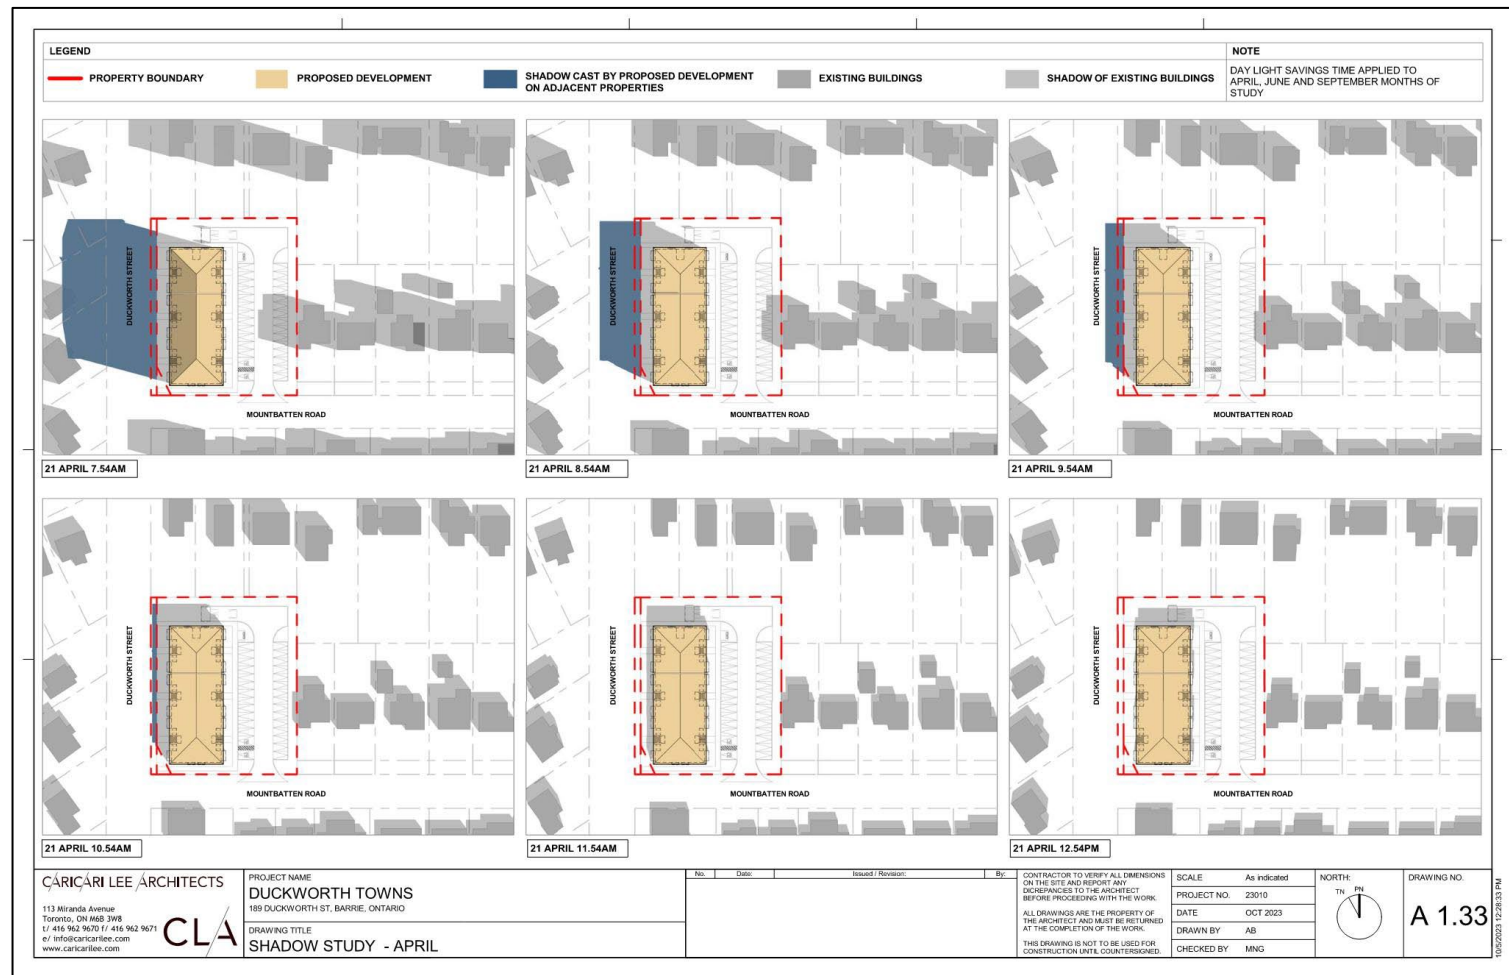 LEGEND
PROPERTY BOUNDARY
PROPOSED DEVELOPMENT
SHADOW CAST BY PROPOSED DEVELOPMENT
ON ADJACENT PROPERTIES
EXISTING BUILDINGS
SHADOW OF EXISTING BUILDINGS
NOTE
DAY LIGHT SAVINGS TIME APPLIED TO
APRIL, JUNE AND SEPTEMBER MONTHS OF
STUDY
DUCKWORTH STREET
MOUNTBATTEN ROAD
21 APRIL 7.54AM
DUCKWORTH STREET
MOUNTBATTEN ROAD
21 APRIL 8.54AM
DUCKWORTH STREET
MOUNTBATTEN ROAD
21 APRIL 9.54AM
DUCKWORTH STREET
MOUNTBATTEN ROAD
21 APRIL 10.54AM
DUCKWORTH STREET
MOUNTBATTEN ROAD
21 APRIL 11.54AM
DUCKWORTH STREET
MOUNTBATTEN ROAD
21 APRIL 12.54PM
CARICARI LEE ARCHITECTS
113 Miranda Avenue
Toronto, ON M6B 3W8
t/ 416 962 9670 f/ 416 962 9671
e/ info@caricarilee.com
www.caricarilee.com
CLA
PROJECT NAME
DUCKWORTH TOWNS
189 DUCKWORTH ST, BARRIE, ONTARIO
DRAWING TITLE
SHADOW STUDY - APRIL
No. Date: Issued / Revision: By:
CONTRACTOR TO VERIFY ALL DIMENSIONS
ON THE SITE AND REPORT ANY
DICREPANCIES TO THE ARCHITECT
BEFORE PROCEEDING WITH THE WORK.
ALL DRAWINGS ARE THE PROPERTY OF
THE ARCHITECT AND MUST BE RETURNED
AT THE COMPLETION OF THE WORK.
THIS DRAWING IS NOT TO BE USED FOR
CONSTRUCTION UNTIL COUNTERSIGNED.
SCALE As indicated
PROJECT NO. 23010
DATE OCT 2023
DRAWN BY AB
CHECKED BY MNG
NORTH:
TN PN
DRAWING NO.
A 1.33
10/5/2023 12:28:33 PM